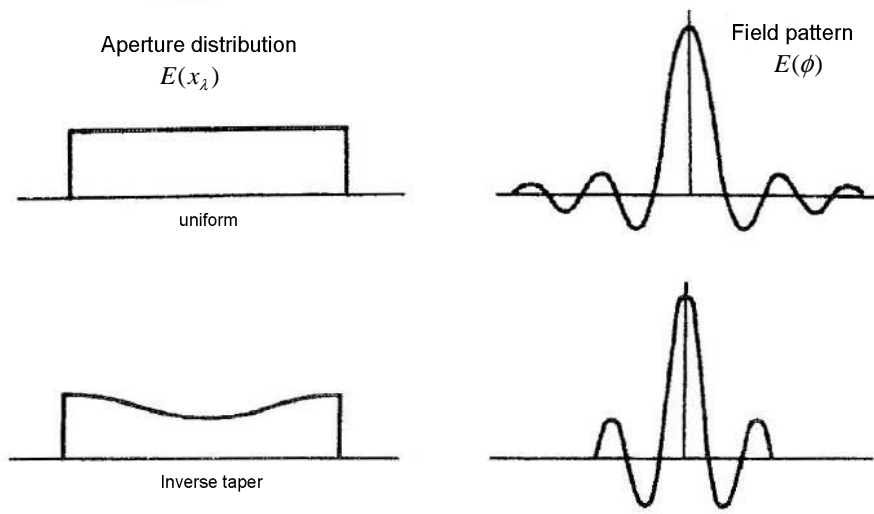 Aperture distribution
E(x_λ)
Field pattern
E(ϕ)
uniform
Inverse taper